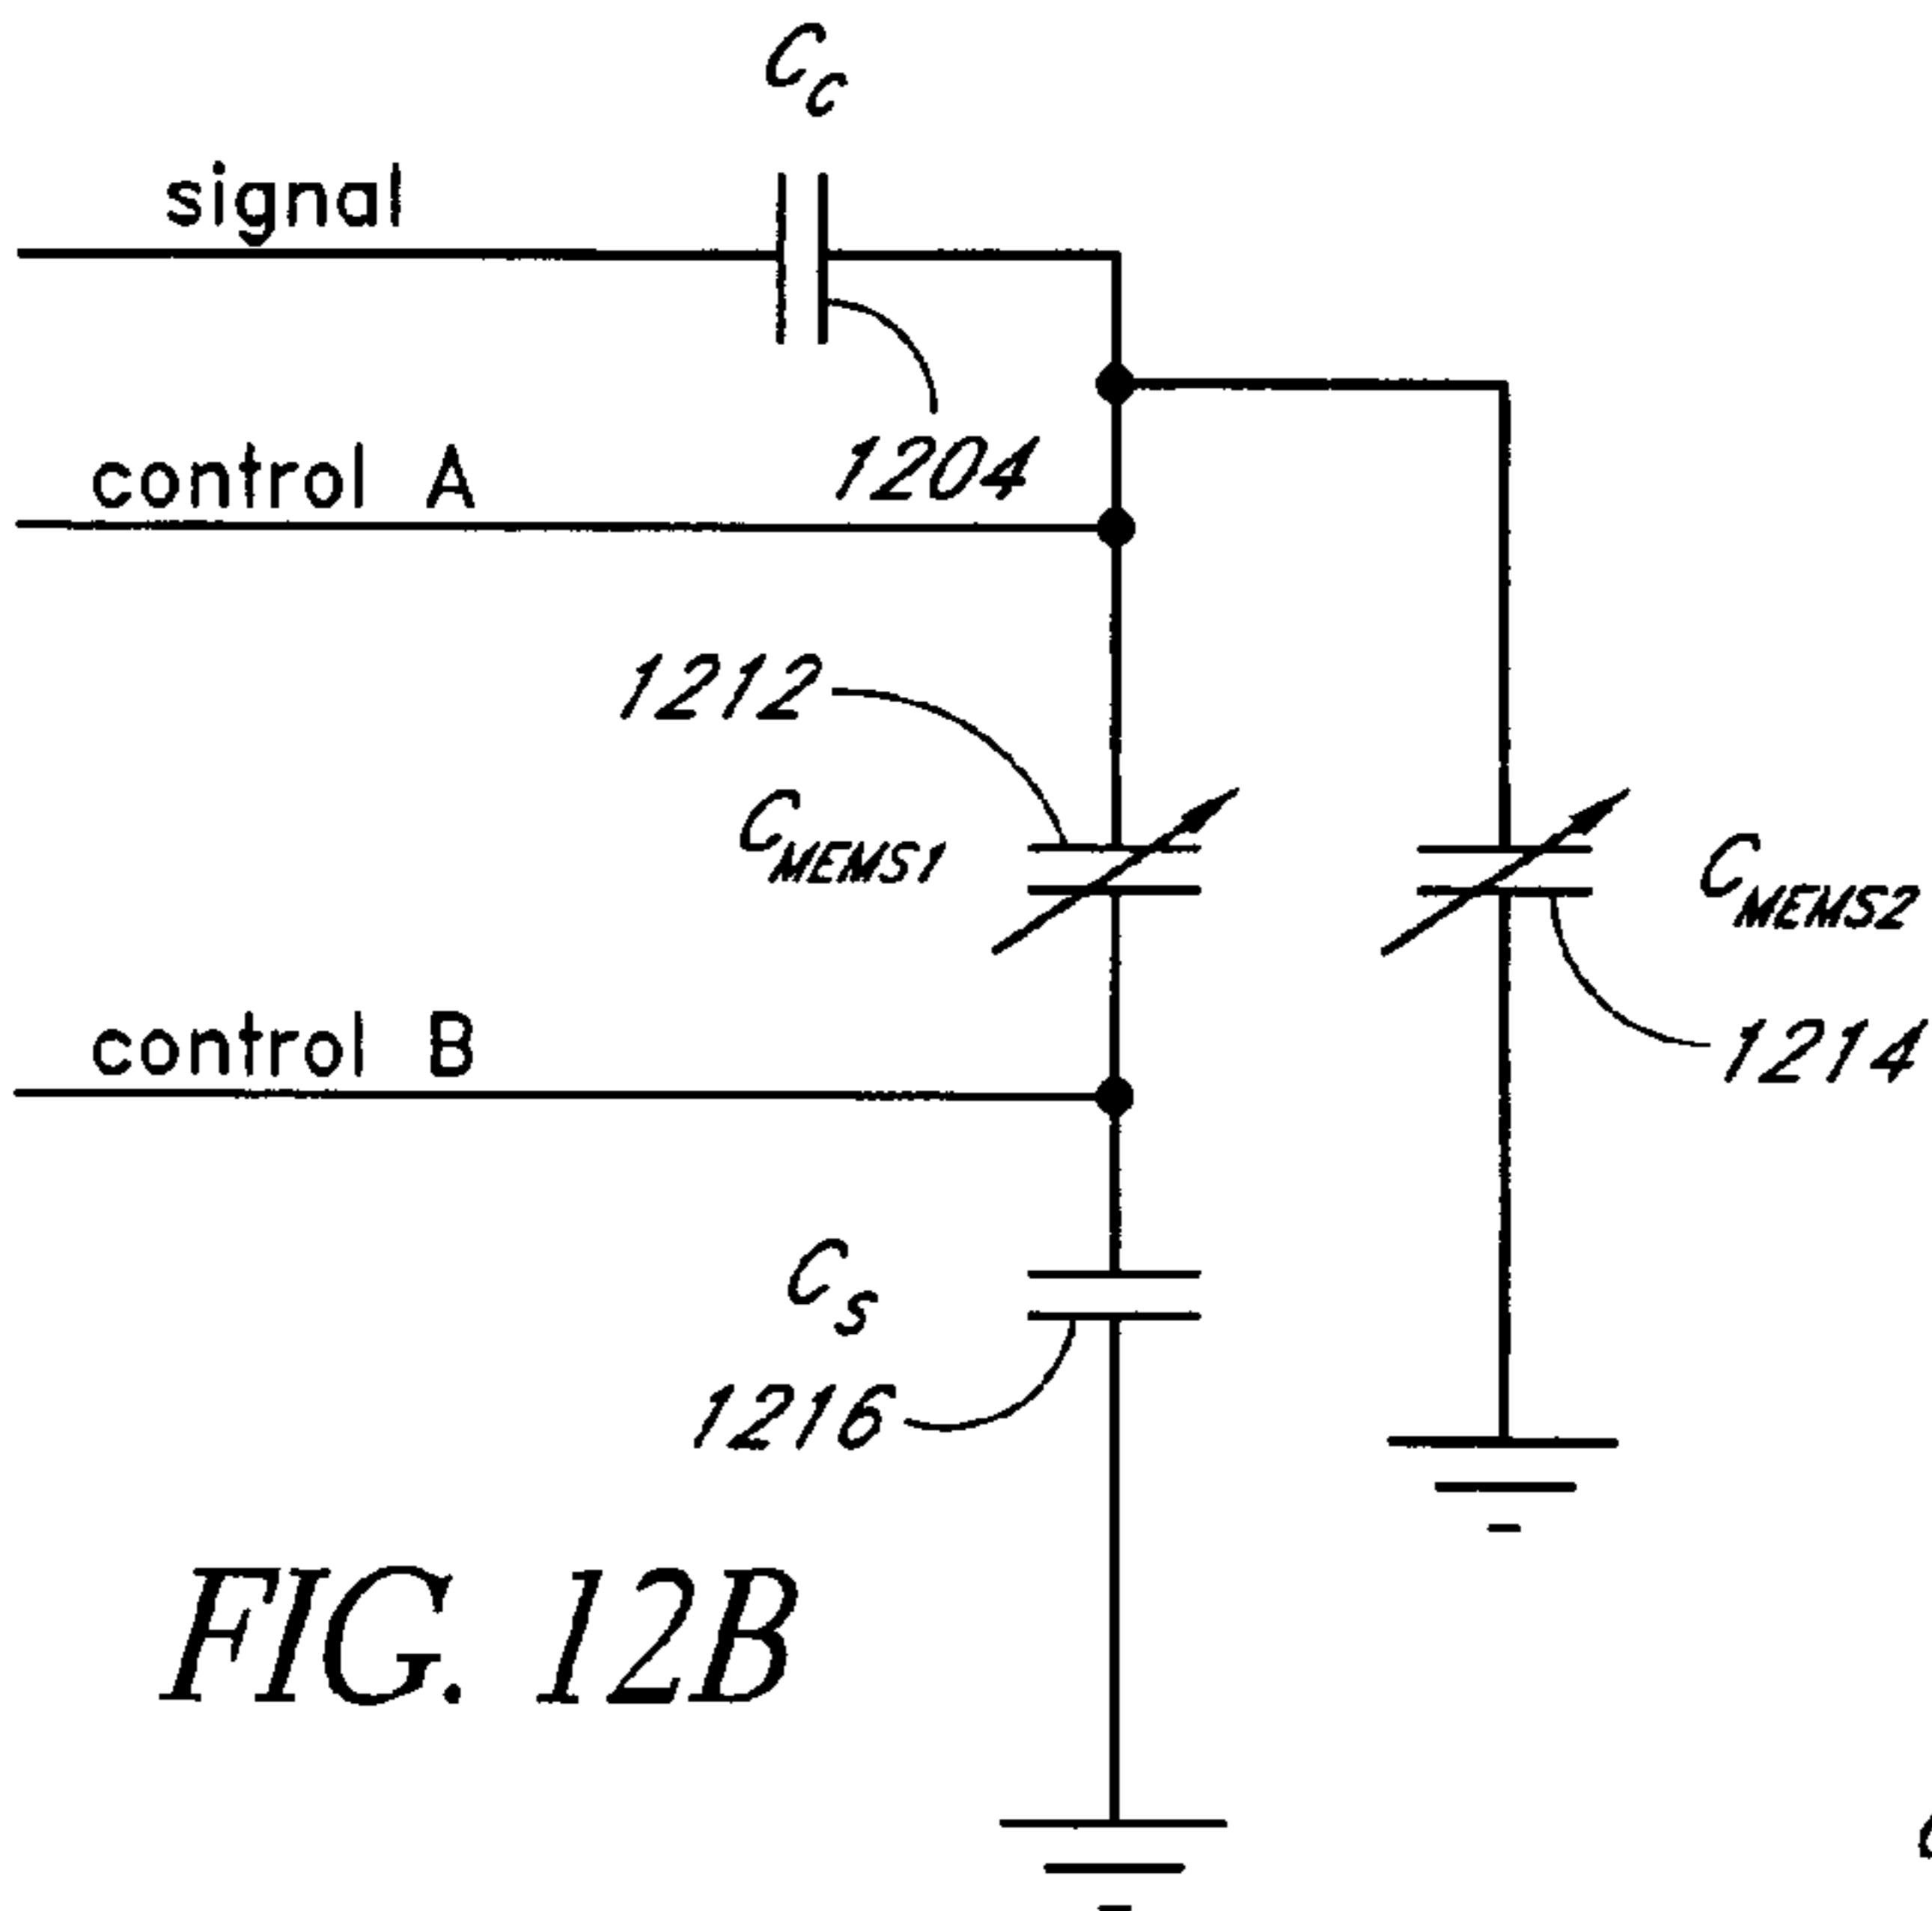 C_C
signal
1204
control A
1212
C_MEMS1
C_MEMS2
control B
1214
C_S
1216
FIG. 12B